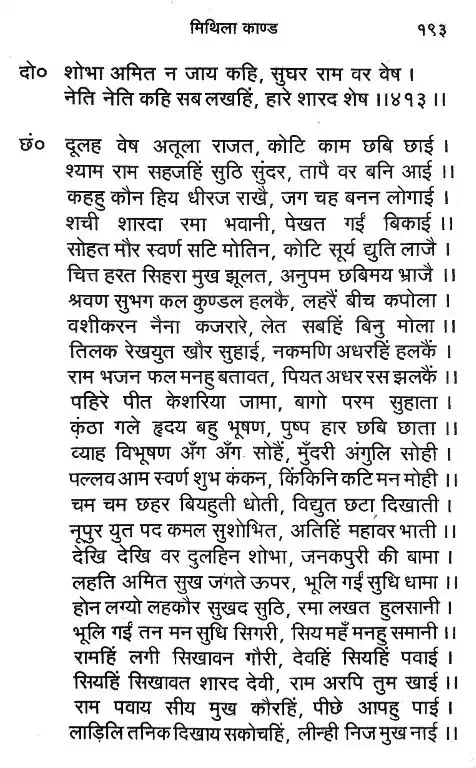 मिथिला काण्ड १९३
दो० शोभा अमित न जाय कहि, सुघर राम वर वेष ।
नेति नेति कहि सब लखहिं, हारे शारद शेष ।।४१३।।
छं० दूलह वेष अतूला राजत, कोटि काम छबि छाई ।
श्याम राम सहजहिं सुठि सुंदर, तापै वर बनि आई ।।
कहहु कौन हिय धीरज राखै, जग चह बनन लोगाई ।
शची शारदा रमा भवानी, पेखत गईं बिकाई ।।
सोहत मौर स्वर्ण सटि मोतिन, कोटि सूर्य द्युति लाजै ।
चित्त हरत सिहरा मुख झूलत, अनुपम छबिमय भ्राजै ।।
श्रवण सुभग कल कुण्डल हलकै, लहरैं बीच कपोला ।
वशीकरन नैना कजरारे, लेत सबहिं बिनु मोला ।।
तिलक रेखयुत खौर सुहाई, नकमणि अधरहिं हलकैं ।
राम भजन फल मनहु बतावत, पियत अधर रस झलकैं ।।
पहिरे पीत केशरिया जामा, बागो परम सुहाता ।
कंठा गले हृदय बहु भूषण, पुष्प हार छबि छाता ।।
व्याह विभूषण अँग अँग सोहैं, मुँदरी अंगुलि सोही ।
पल्लव आम स्वर्ण शुभ कंकन, किंकिनि कटि मन मोही ।।
चम चम छहर बियहुती धोती, विद्युत छटा दिखाती ।
नूपुर युत पद कमल सुशोभित, अतिहिं महावर भाती ।।
देखि देखि वर दुलहिन शोभा, जनकपुरी की बामा ।
लहति अमित सुख जगते ऊपर, भूलि गईं सुधि धामा ।।
होन लग्यो लहकौर सुखद सुठि, रमा लखत हुलसानी ।
भूलि गईं तन मन सुधि सिगरी, सिय महँ मनहु समानी ।।
रामहिं लगी सिखावन गौरी, देवहिं सियहिं पवाई ।
सियहिं सिखावत शारद देवी, राम अरपि तुम खाई ।।
राम पवाय सीय मुख कौरहिं, पीछे आपहु पाई ।
लाड़िलि तनिक दिखाय सकोचहिं, लीन्ही निज मुख नाई ।।